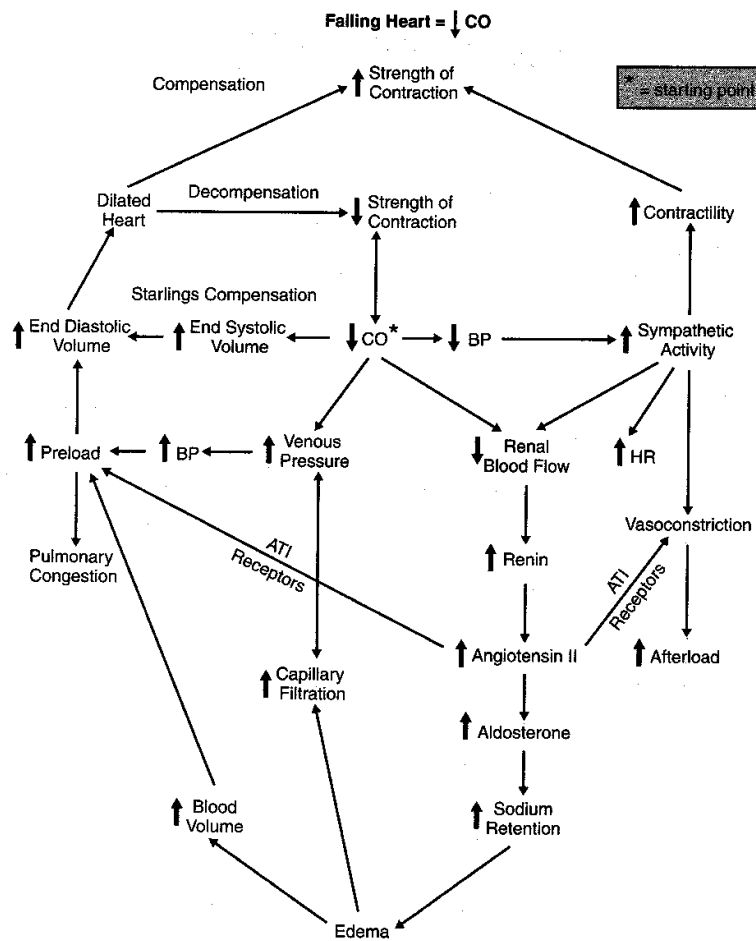 Falling Heart = ↓ CO
Compensation
↑ Strength of
Contraction
* = starting point
Dilated
Heart
Decompensation
↓ Strength of
Contraction
↑ Contractility
Starlings Compensation
↑ End Diastolic
Volume
↑ End Systolic
Volume
↓ CO*
↓ BP
↑ Sympathetic
Activity
↑ Preload
↑ BP
↑ Venous
Pressure
↓ Renal
Blood Flow
↑ HR
Vasoconstriction
Pulmonary
Congestion
ATI
Receptors
↑ Renin
ATI
Receptors
↑ Angiotensin II
↑ Afterload
↑ Capillary
Filtration
↑ Aldosterone
↑ Blood
Volume
↑ Sodium
Retention
Edema